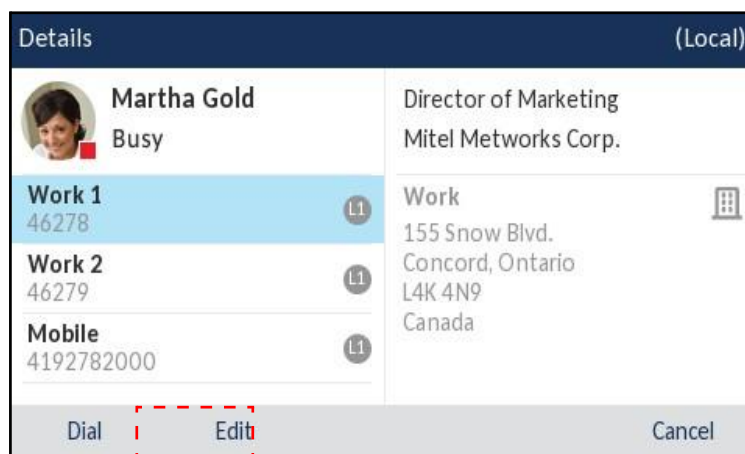 Details (Local)
Martha Gold
Busy
Director of Marketing
Mitel Metworks Corp.
Work 1
46278
L1
Work 2
46279
L1
Mobile
4192782000
L1
Work
155 Snow Blvd.
Concord, Ontario
L4K 4N9
Canada
Dial Edit Cancel